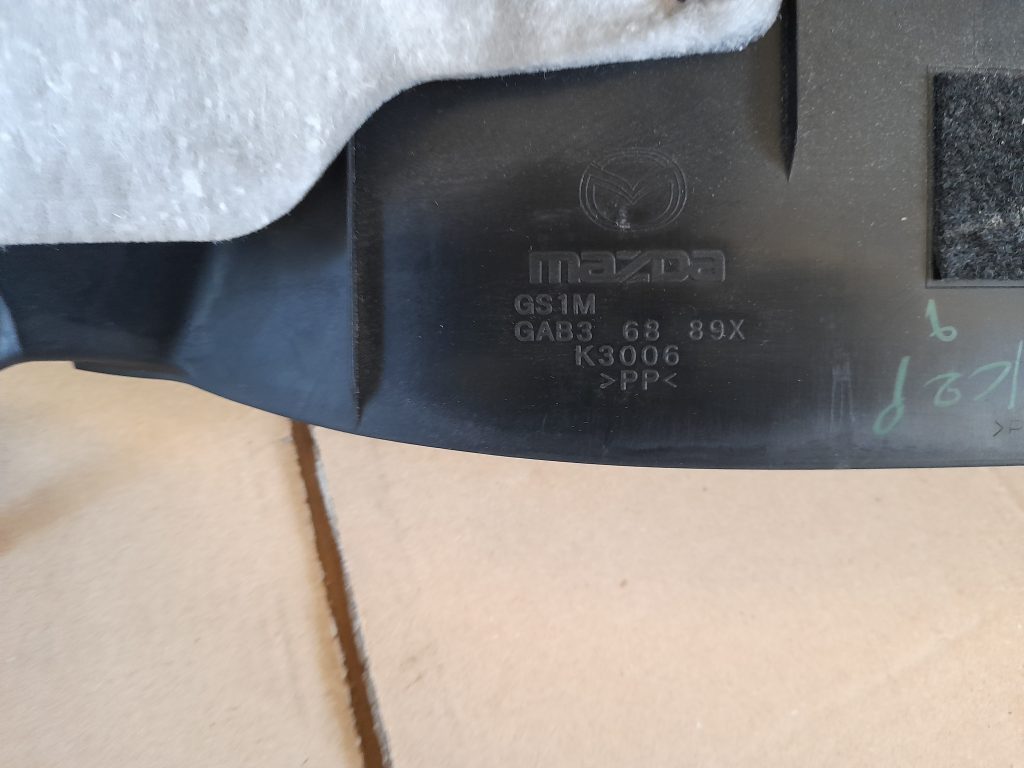 mazda
GS1M
GAB3 68 89X
K3006
>PP<
>P